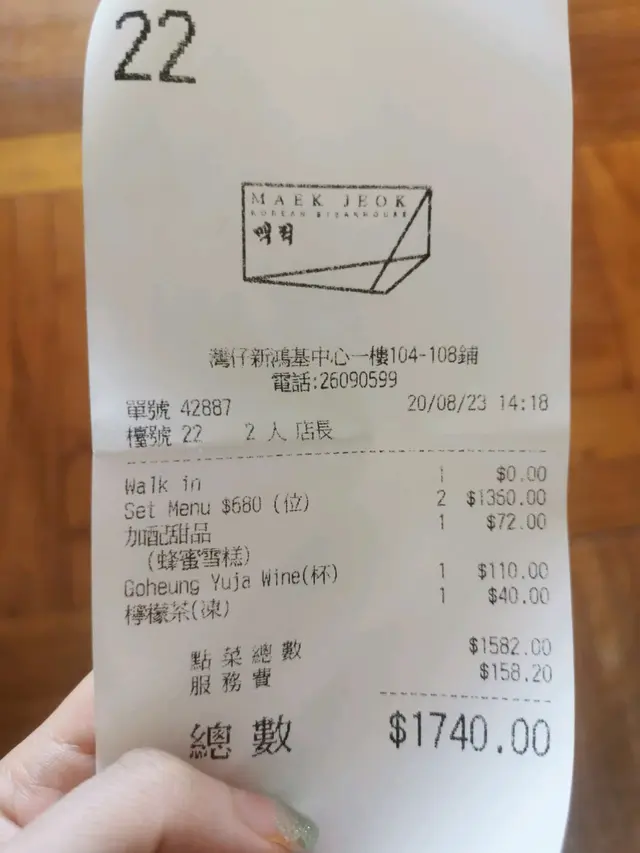 22
MAEK JEOK
KOREAN STEAKHOUSE
맥적
灣仔新鴻基中心一樓104-108鋪
電話:26090599
單號 42887 20/08/23 14:18
檯號 22 2 人 店長
Walk in 1 $0.00
Set Menu $680 (位) 2 $1360.00
加配甜品 1 $72.00
(蜂蜜雪糕)
Goheung Yuja Wine(杯) 1 $110.00
檸檬茶(凍) 1 $40.00
點菜總數 $1582.00
服務費 $158.20
總數 $1740.00